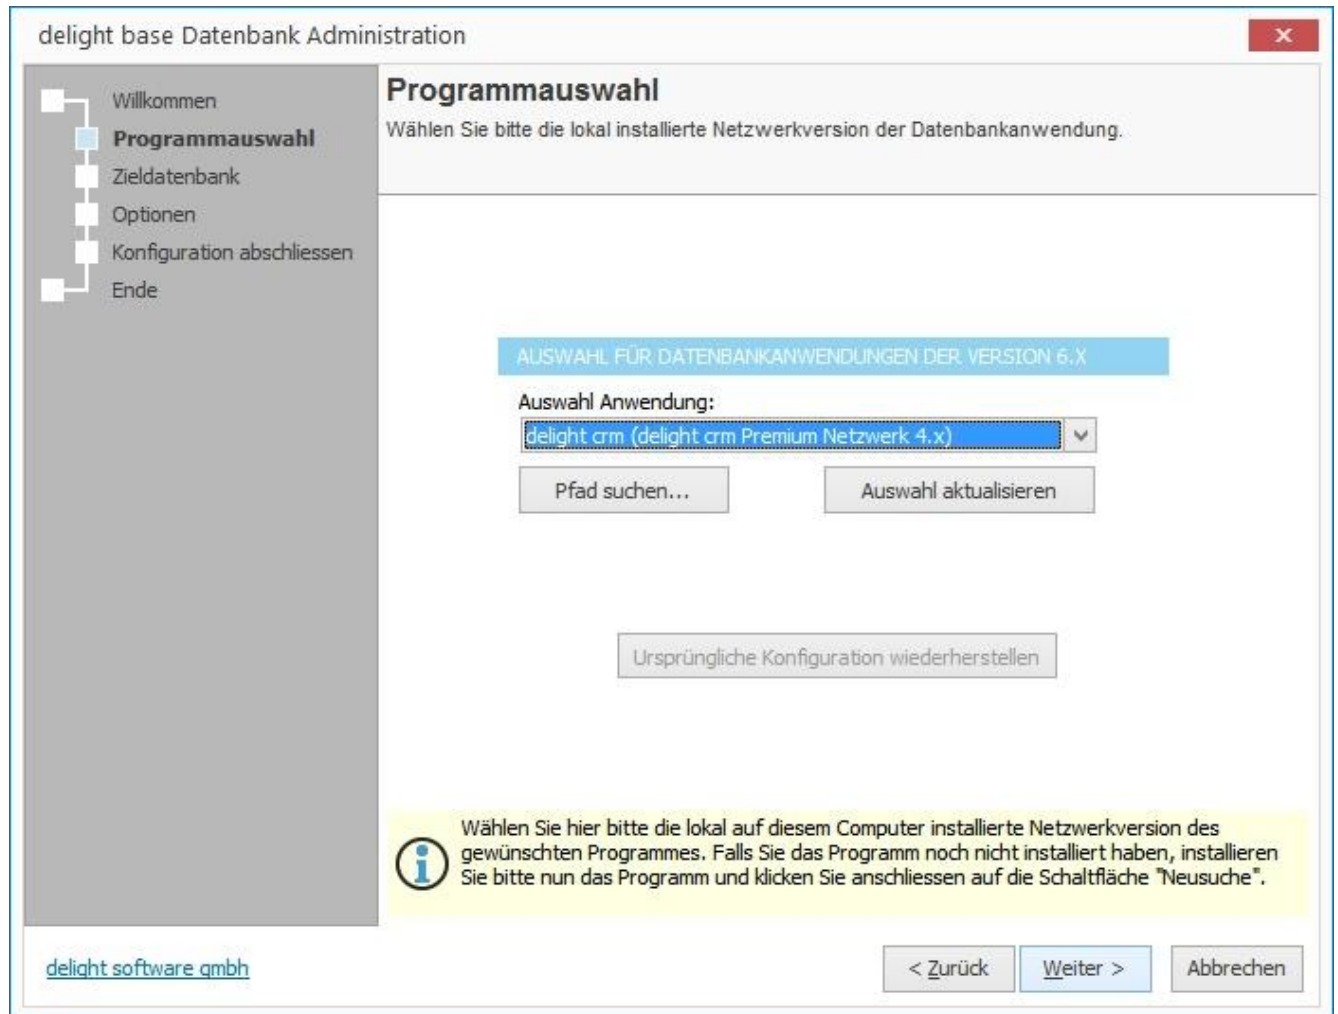 delight base Datenbank Administration
Willkommen
Programmauswahl
Zieldatenbank
Optionen
Konfiguration abschliessen
Ende
Programmauswahl
Wählen Sie bitte die lokal installierte Netzwerkversion der Datenbankanwendung.
AUSWAHL FÜR DATENBANKANWENDUNGEN DER VERSION 6.X
Auswahl Anwendung:
delight crm (delight crm Premium Netzwerk 4.x)
Pfad suchen...
Auswahl aktualisieren
Ursprüngliche Konfiguration wiederherstellen
Wählen Sie hier bitte die lokal auf diesem Computer installierte Netzwerkversion des
gewünschten Programmes. Falls Sie das Programm noch nicht installiert haben, installieren
Sie bitte nun das Programm und klicken Sie anschliessen auf die Schaltfläche "Neusuche".
delight software gmbh
< Zurück
Weiter >
Abbrechen